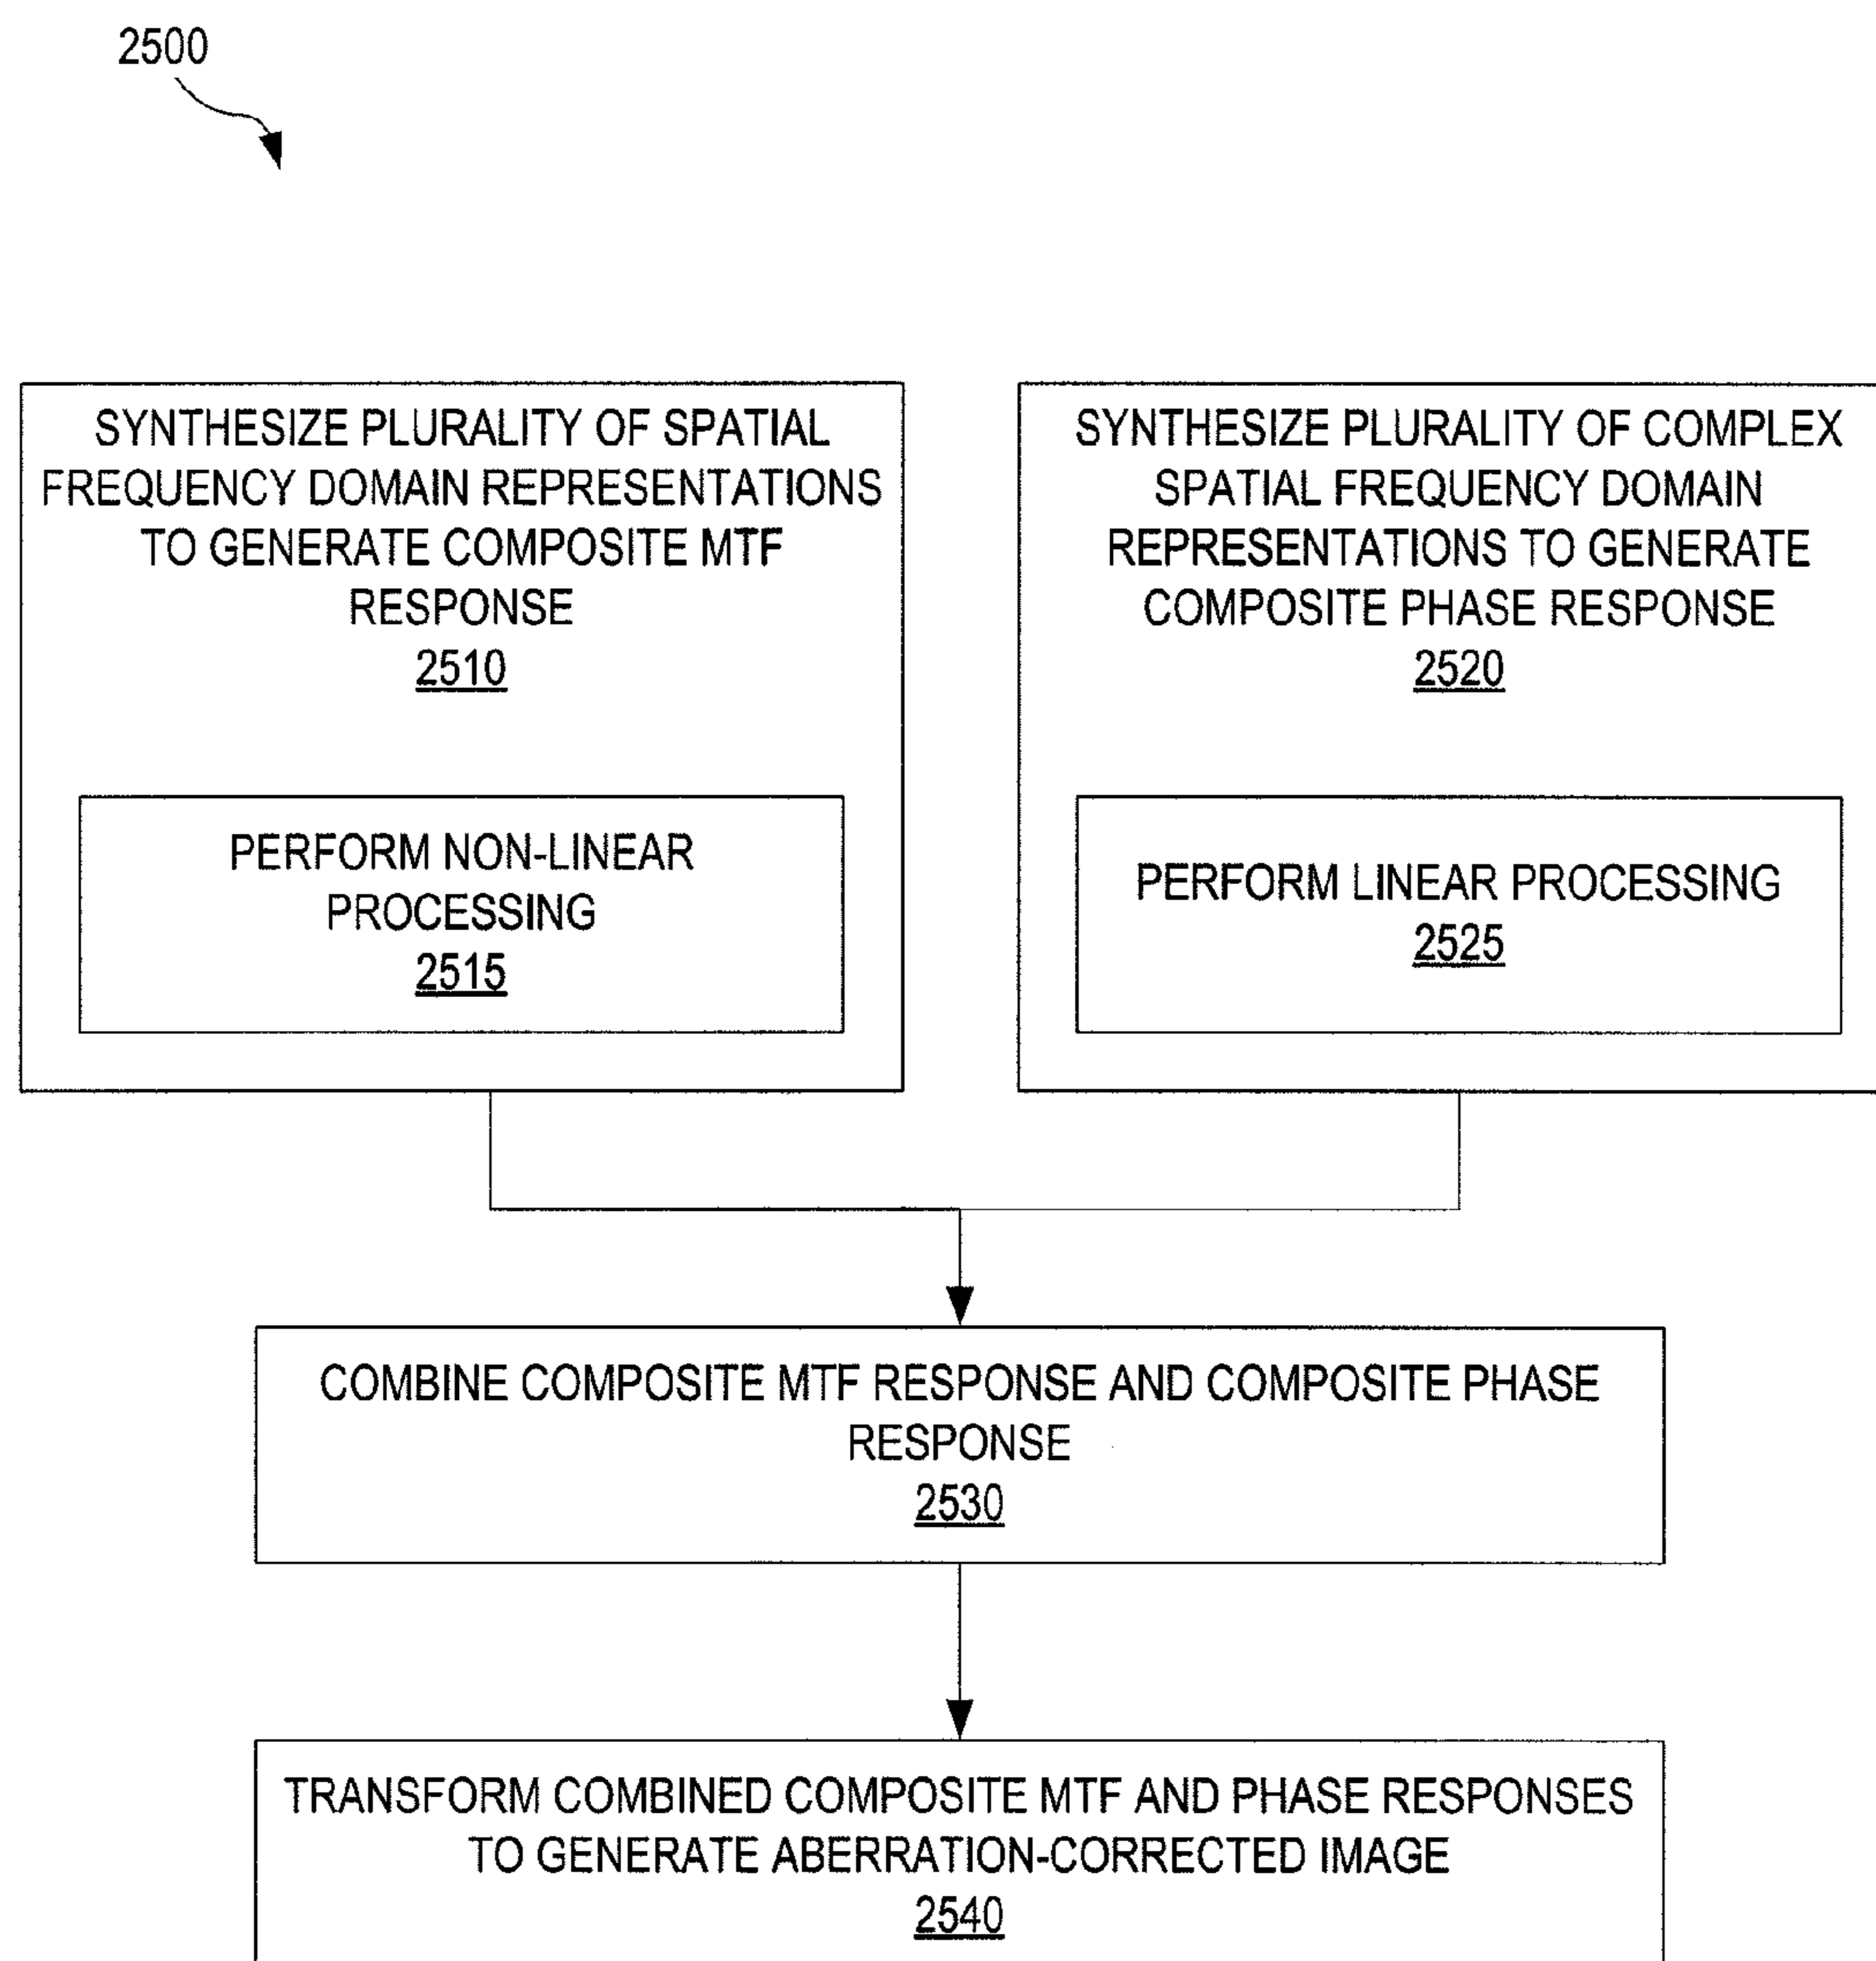 2500
SYNTHESIZE PLURALITY OF SPATIAL
FREQUENCY DOMAIN REPRESENTATIONS
TO GENERATE COMPOSITE MTF
RESPONSE
2510
PERFORM NON-LINEAR
PROCESSING
2515
SYNTHESIZE PLURALITY OF COMPLEX
SPATIAL FREQUENCY DOMAIN
REPRESENTATIONS TO GENERATE
COMPOSITE PHASE RESPONSE
2520
PERFORM LINEAR PROCESSING
2525
COMBINE COMPOSITE MTF RESPONSE AND COMPOSITE PHASE
RESPONSE
2530
TRANSFORM COMBINED COMPOSITE MTF AND PHASE RESPONSES
TO GENERATE ABERRATION-CORRECTED IMAGE
2540